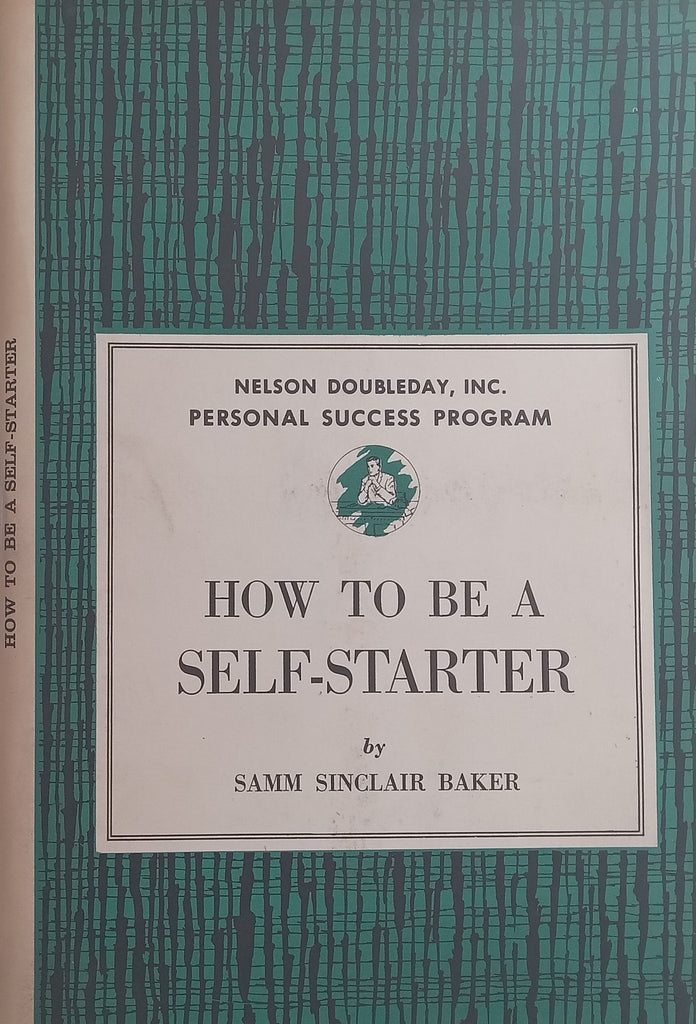 HOW TO BE A SELF-STARTER
NELSON DOUBLEDAY, INC.
PERSONAL SUCCESS PROGRAM
HOW TO BE A
SELF-STARTER
by
SAMM SINCLAIR BAKER